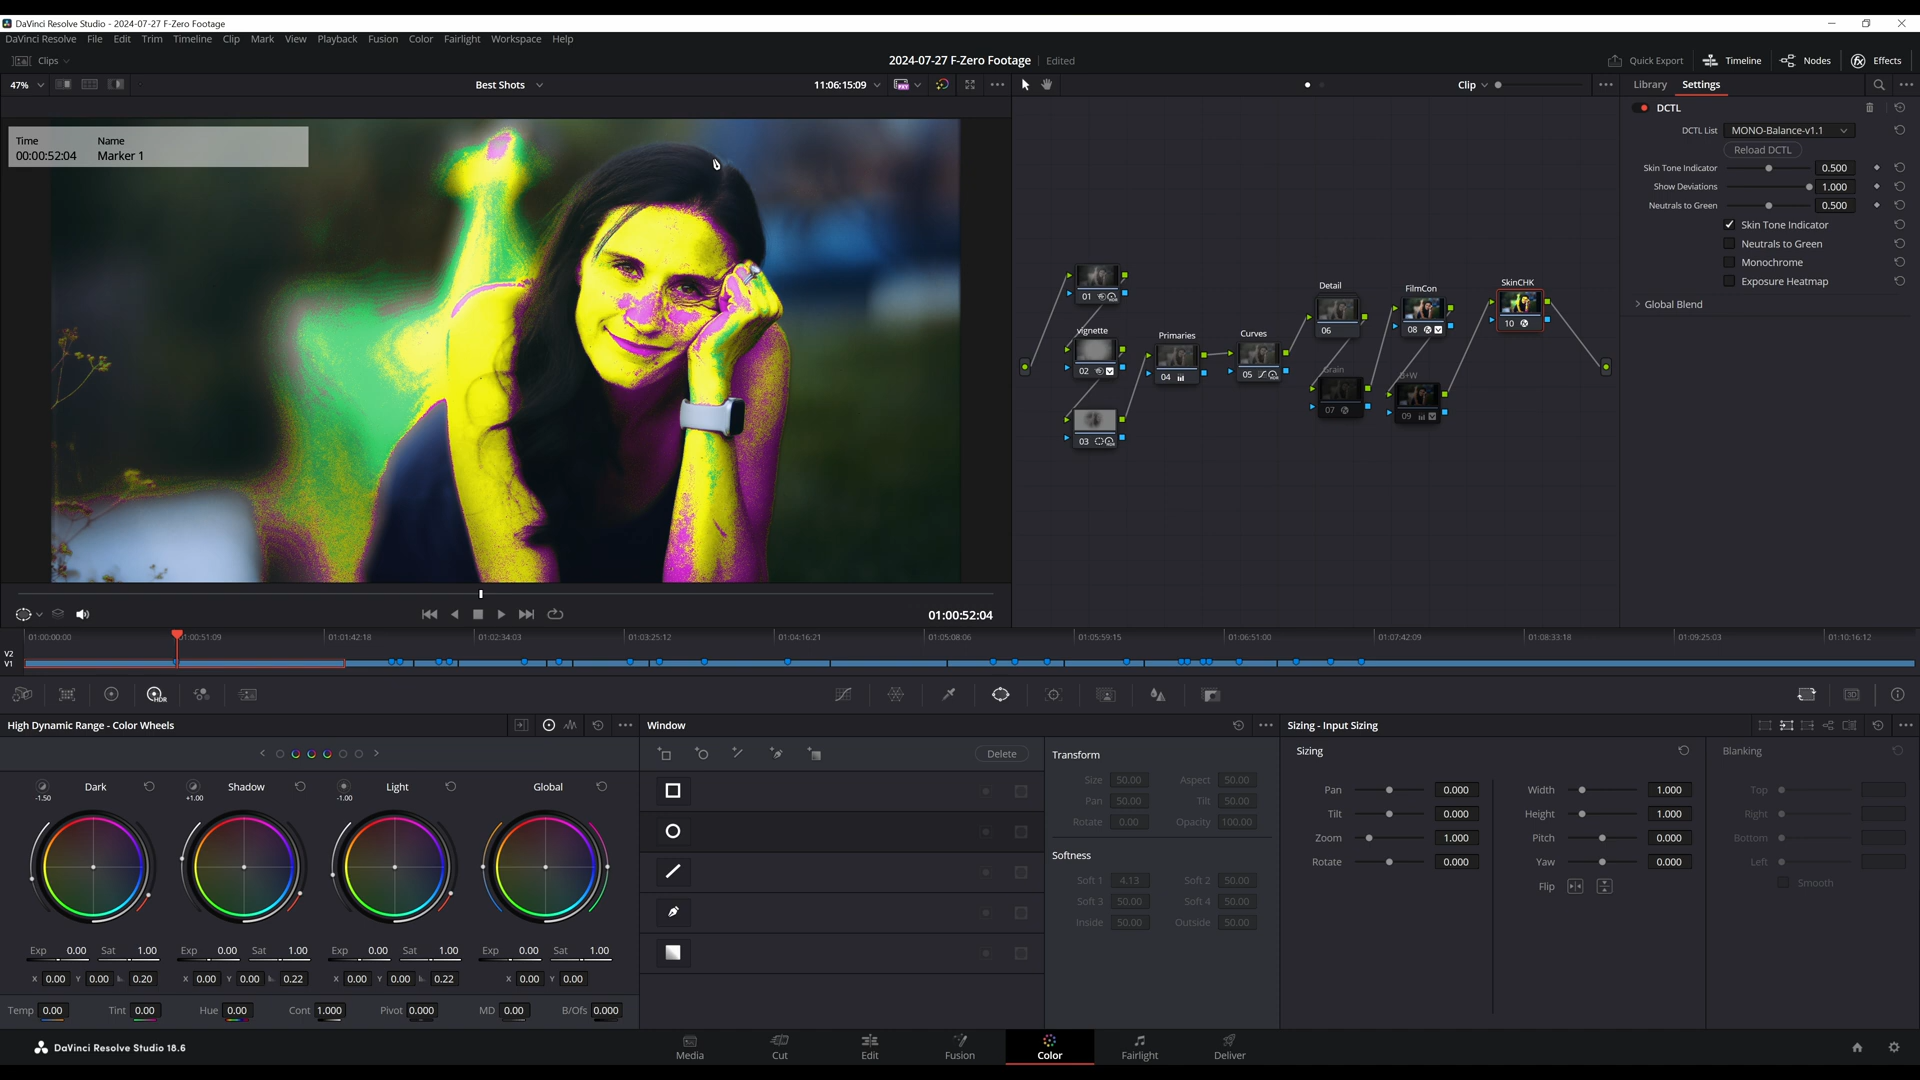 DaVinci Resolve Studio - 2024-07-27 F-Zero Footage
DaVinci Resolve File Edit Trim Timeline Clip Mark View Playback Fusion Color Fairlight Workspace Help
Clips
2024-07-27 F-Zero Footage Edited
Quick Export Timeline Nodes Effects
47%
Best Shots
11:06:15:09
Clip
Library Settings
Time Name
00:00:52:04 Marker 1
DCTL
DCTL List MONO-Balance-v1.1
Reload DCTL
Skin Tone Indicator 0.500
Show Deviations 1.000
Neutrals to Green 0.500
Skin Tone Indicator
Neutrals to Green
Monochrome
Exposure Heatmap
Global Blend
01
vignette
02
03
Primaries
04
Curves
05
Detail
06
Grain
07
FilmCon
08
B+W
09
SkinCHK
10
01:00:52:04
01:00:00:00 01:00:51:09 01:01:42:18 01:02:34:03 01:03:25:12 01:04:16:21 01:05:08:06 01:05:59:15 01:06:51:00 01:07:42:09 01:08:33:18 01:09:25:03 01:10:16:12
V2
V1
HDR
3D
High Dynamic Range - Color Wheels
-1.50 Dark
+1.00 Shadow
-1.00 Light
Global
Exp 0.00 Sat 1.00 Exp 0.00 Sat 1.00 Exp 0.00 Sat 1.00 Exp 0.00 Sat 1.00
X 0.00 Y 0.00 0.20 X 0.00 Y 0.00 0.22 X 0.00 Y 0.00 0.22 X 0.00 Y 0.00
Temp 0.00 Tint 0.00 Hue 0.00 Cont 1.000 Pivot 0.000 MD 0.00 B/Ofs 0.000
Window
Delete
Transform
Size 50.00 Aspect 50.00
Pan 50.00 Tilt 50.00
Rotate 0.00 Opacity 100.00
Softness
Soft 1 4.13 Soft 2 50.00
Soft 3 50.00 Soft 4 50.00
Inside 50.00 Outside 50.00
Sizing - Input Sizing
Sizing
Pan 0.000 Width 1.000
Tilt 0.000 Height 1.000
Zoom 1.000 Pitch 0.000
Rotate 0.000 Yaw 0.000
Flip
Blanking
Top
Right
Bottom
Left
Smooth
DaVinci Resolve Studio 18.6
Media Cut Edit Fusion Color Fairlight Deliver